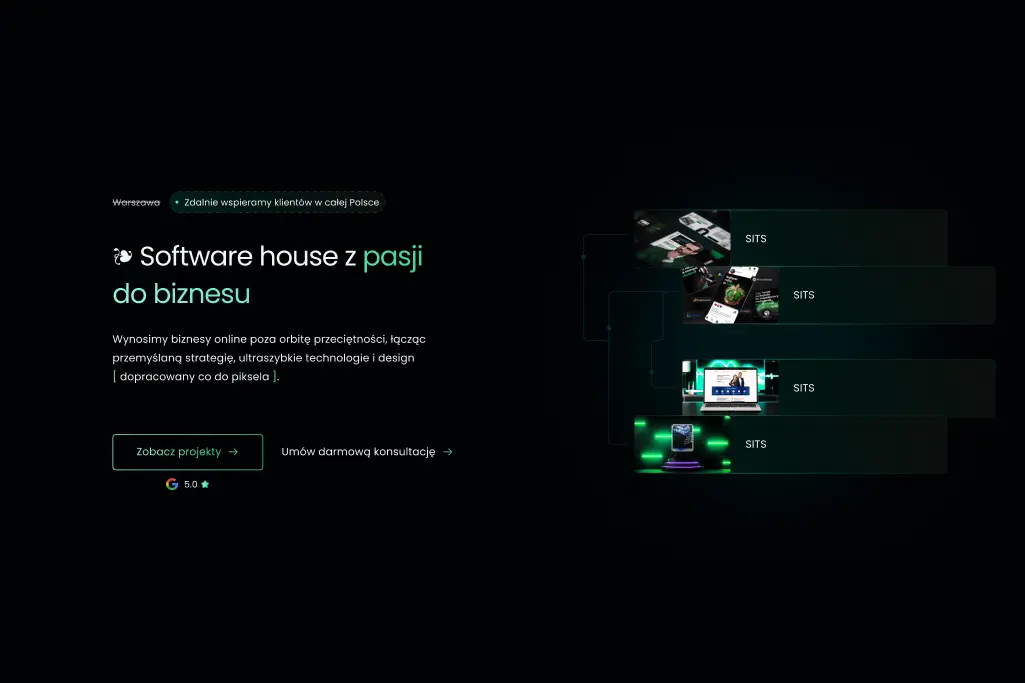 Warszawa
Zdalnie wspieramy klientów w całej Polsce
Software house z pasji
do biznesu
Wynosimy biznesy online poza orbitę przeciętności, łącząc
przemyślaną strategię, ultraszybkie technologie i design
[ dopracowany co do piksela ].
Zobacz projekty →
Umów darmową konsultację →
5.0
SITS
SITS
SITS
SITS